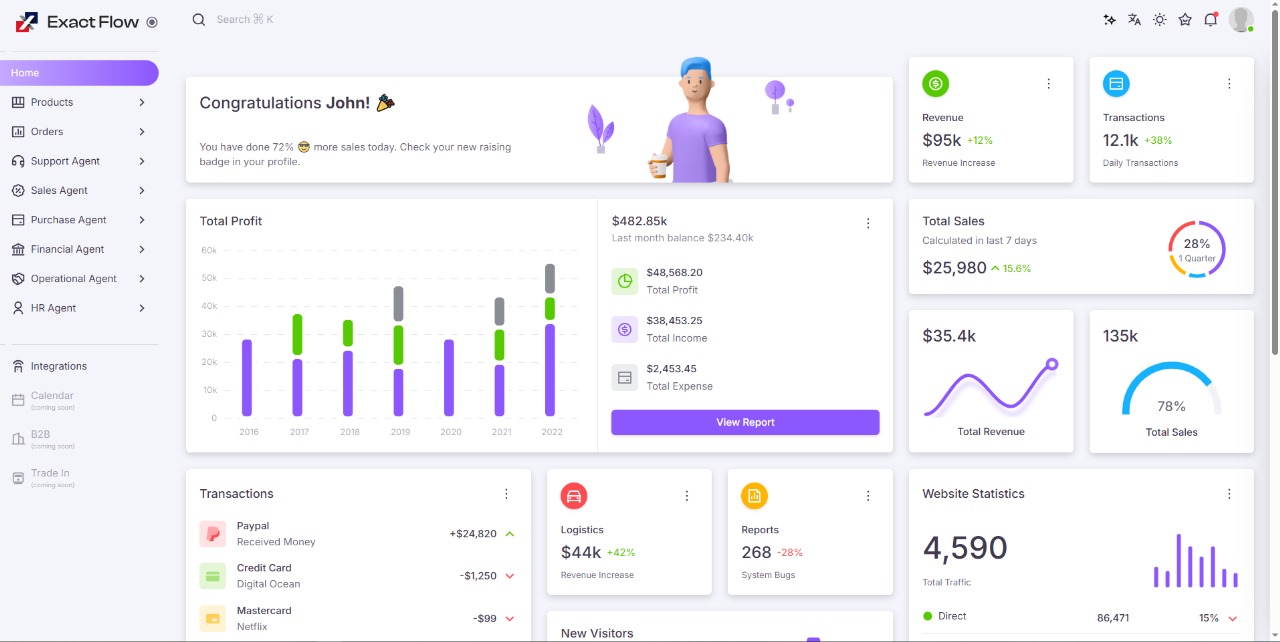 Exact Flow
Search ⌘ K
Home
Products
Orders
Support Agent
Sales Agent
Purchase Agent
Financial Agent
Operational Agent
HR Agent
Integrations
Calendar
(coming soon)
B2B
(coming soon)
Trade In
(coming soon)
Congratulations John! 🎉
You have done 72% 😎 more sales today. Check your new raising
badge in your profile.
Revenue
$95k +12%
Revenue Increase
Transactions
12.1k +38%
Daily Transactions
Total Profit
60k
50k
40k
30k
20k
10k
0
2016 2017 2018 2019 2020 2021 2022
$482.85k
Last month balance $234.40k
$48,568.20
Total Profit
$38,453.25
Total Income
$2,453.45
Total Expense
View Report
Total Sales
Calculated in last 7 days
$25,980 15.6%
28%
1 Quarter
$35.4k
Total Revenue
135k
78%
Total Sales
Transactions
Paypal
Received Money
+$24,820
Credit Card
Digital Ocean
-$1,250
Mastercard
Netflix
-$99
Logistics
$44k +42%
Revenue Increase
Reports
268 -28%
System Bugs
New Visitors
Website Statistics
4,590
Total Traffic
Direct 86,471 15%